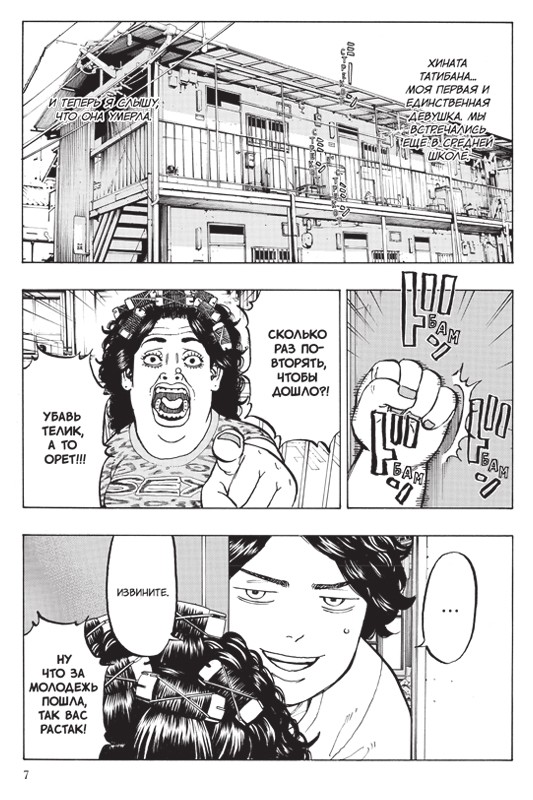 ХИНАТА
ТАТИБАНА...
МОЯ ПЕРВАЯ И
ЕДИНСТВЕННАЯ
ДЕВУШКА. МЫ
ВСТРЕЧАЛИСЬ
ЕЩЕ В СРЕДНЕЙ
ШКОЛЕ.
И ТЕПЕРЬ Я СЛЫШУ,
ЧТО ОНА УМЕРЛА.
БАМ
БАМ
БАМ
СКОЛЬКО
РАЗ ПО-
ВТОРЯТЬ,
ЧТОБЫ
ДОШЛО?!
УБАВЬ
ТЕЛИК,
А ТО
ОРЕТ!!!
...
ИЗВИНИТЕ.
НУ
ЧТО ЗА
МОЛОДЕЖЬ
ПОШЛА,
ТАК ВАС
РАСТАК!
7